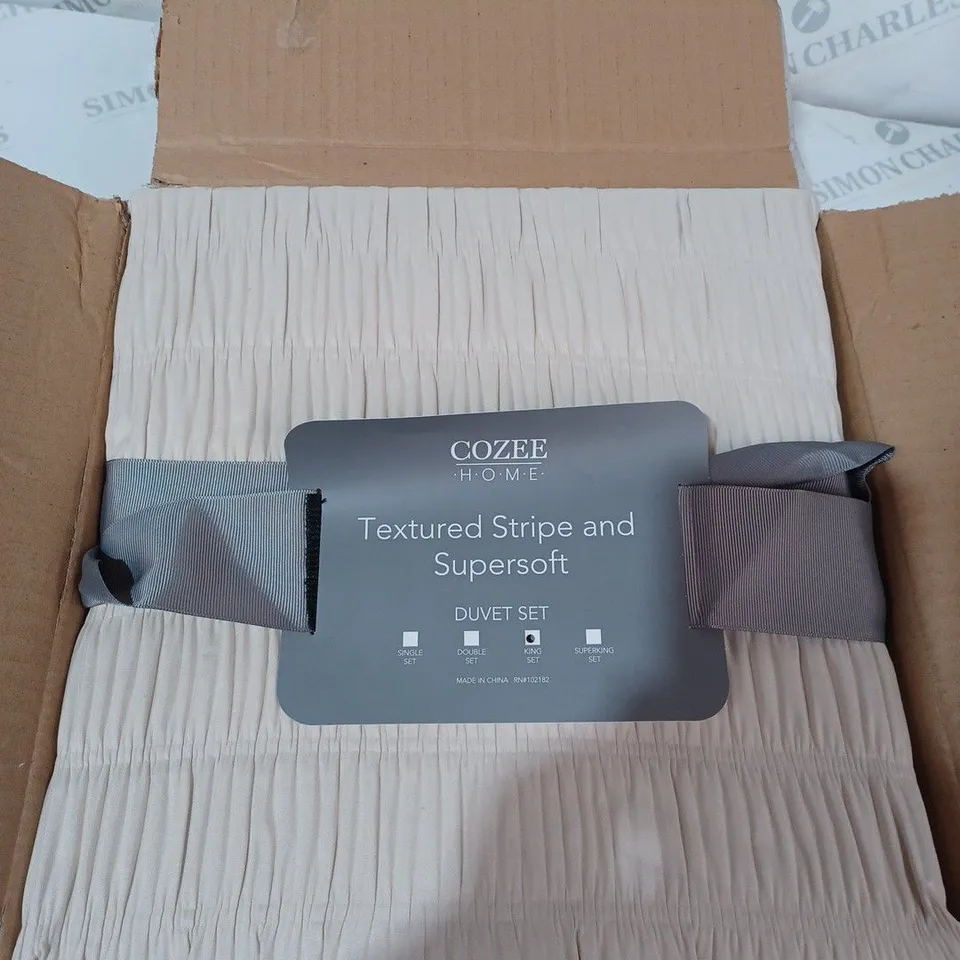 SIMON CHARLES
SIMON CHARLES
SIMON
COZEE
·H·O·M·E·
Textured Stripe and
Supersoft
DUVET SET
SINGLE SET
DOUBLE SET
KING SET
SUPERKING SET
MADE IN CHINA RN#102182